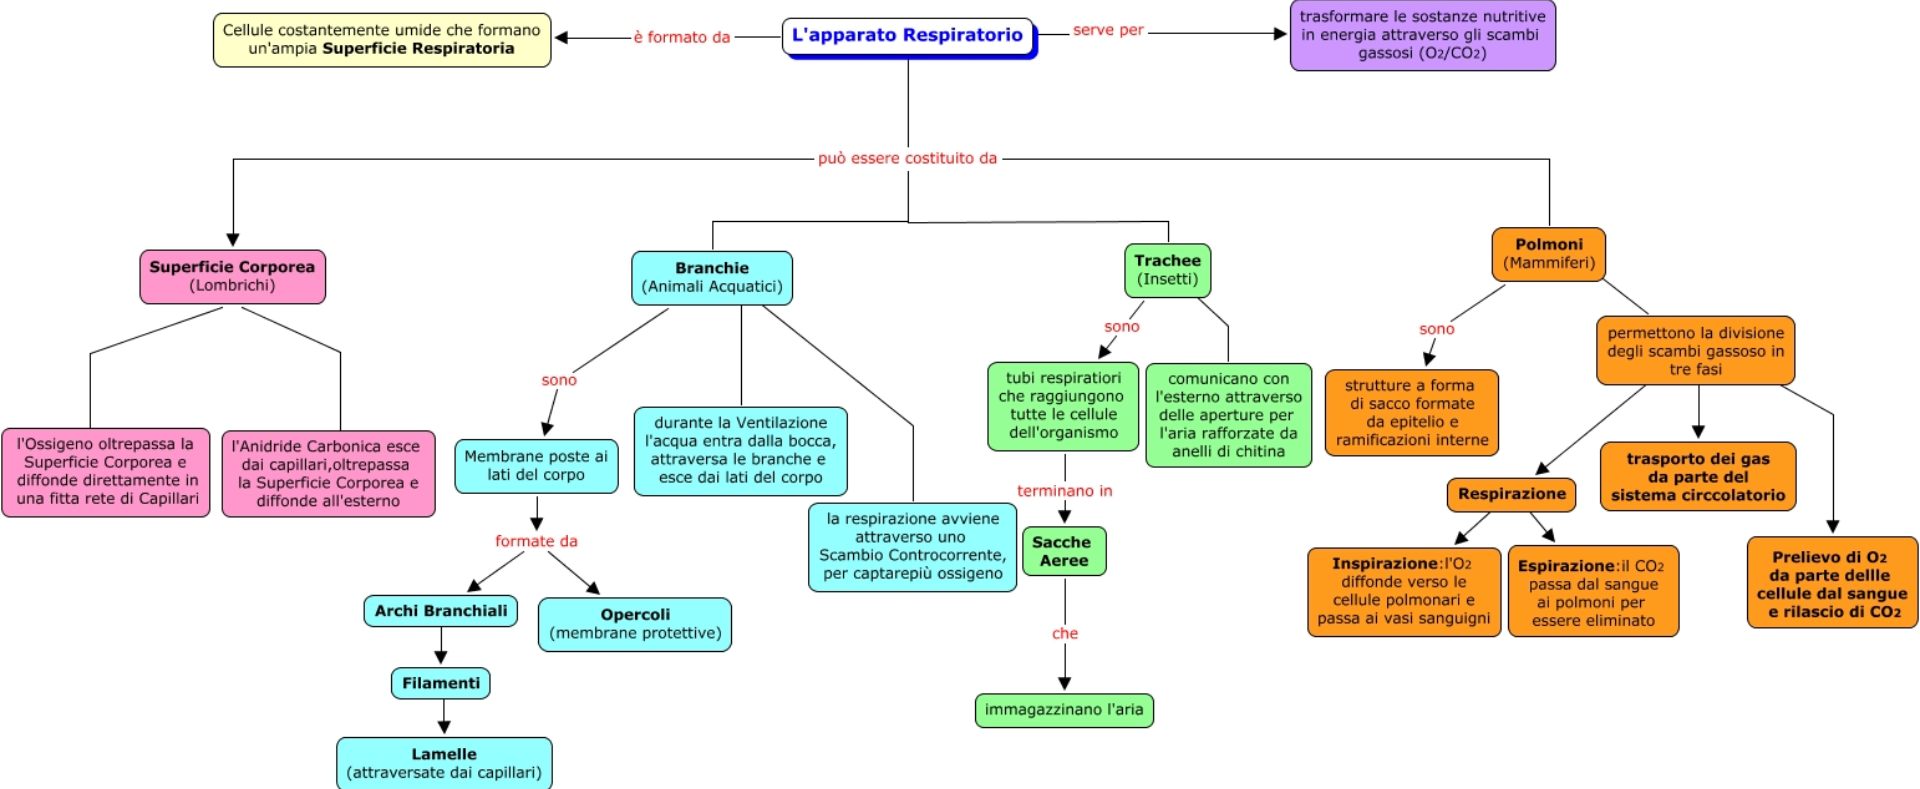 L'apparato Respiratorio
è formato da
Cellule costantemente umide che formano
un'ampia Superficie Respiratoria
serve per
trasformare le sostanze nutritive
in energia attraverso gli scambi
gassosi (O2/CO2)
può essere costituito da
Superficie Corporea
(Lombrichi)
l'Ossigeno oltrepassa la
Superficie Corporea e
diffonde direttamente in
una fitta rete di Capillari
l'Anidride Carbonica esce
dai capillari,oltrepassa
la Superficie Corporea e
diffonde all'esterno
Branchie
(Animali Acquatici)
sono
Membrane poste ai
lati del corpo
formate da
Archi Branchiali
Filamenti
Lamelle
(attraversate dai capillari)
Opercoli
(membrane protettive)
durante la Ventilazione
l'acqua entra dalla bocca,
attraversa le branche e
esce dai lati del corpo
la respirazione avviene
attraverso uno
Scambio Controcorrente,
per captarepiù ossigeno
Trachee
(Insetti)
sono
tubi respiratiori
che raggiungono
tutte le cellule
dell'organismo
terminano in
Sacche
Aeree
che
immagazzinano l'aria
comunicano con
l'esterno attraverso
delle aperture per
l'aria rafforzate da
anelli di chitina
Polmoni
(Mammiferi)
sono
strutture a forma
di sacco formate
da epitelio e
ramificazioni interne
permettono la divisione
degli scambi gassoso in
tre fasi
Respirazione
Inspirazione:l'O2
diffonde verso le
cellule polmonari e
passa ai vasi sanguigni
Espirazione:il CO2
passa dal sangue
ai polmoni per
essere eliminato
trasporto dei gas
da parte del
sistema circcolatorio
Prelievo di O2
da parte dellle
cellule dal sangue
e rilascio di CO2